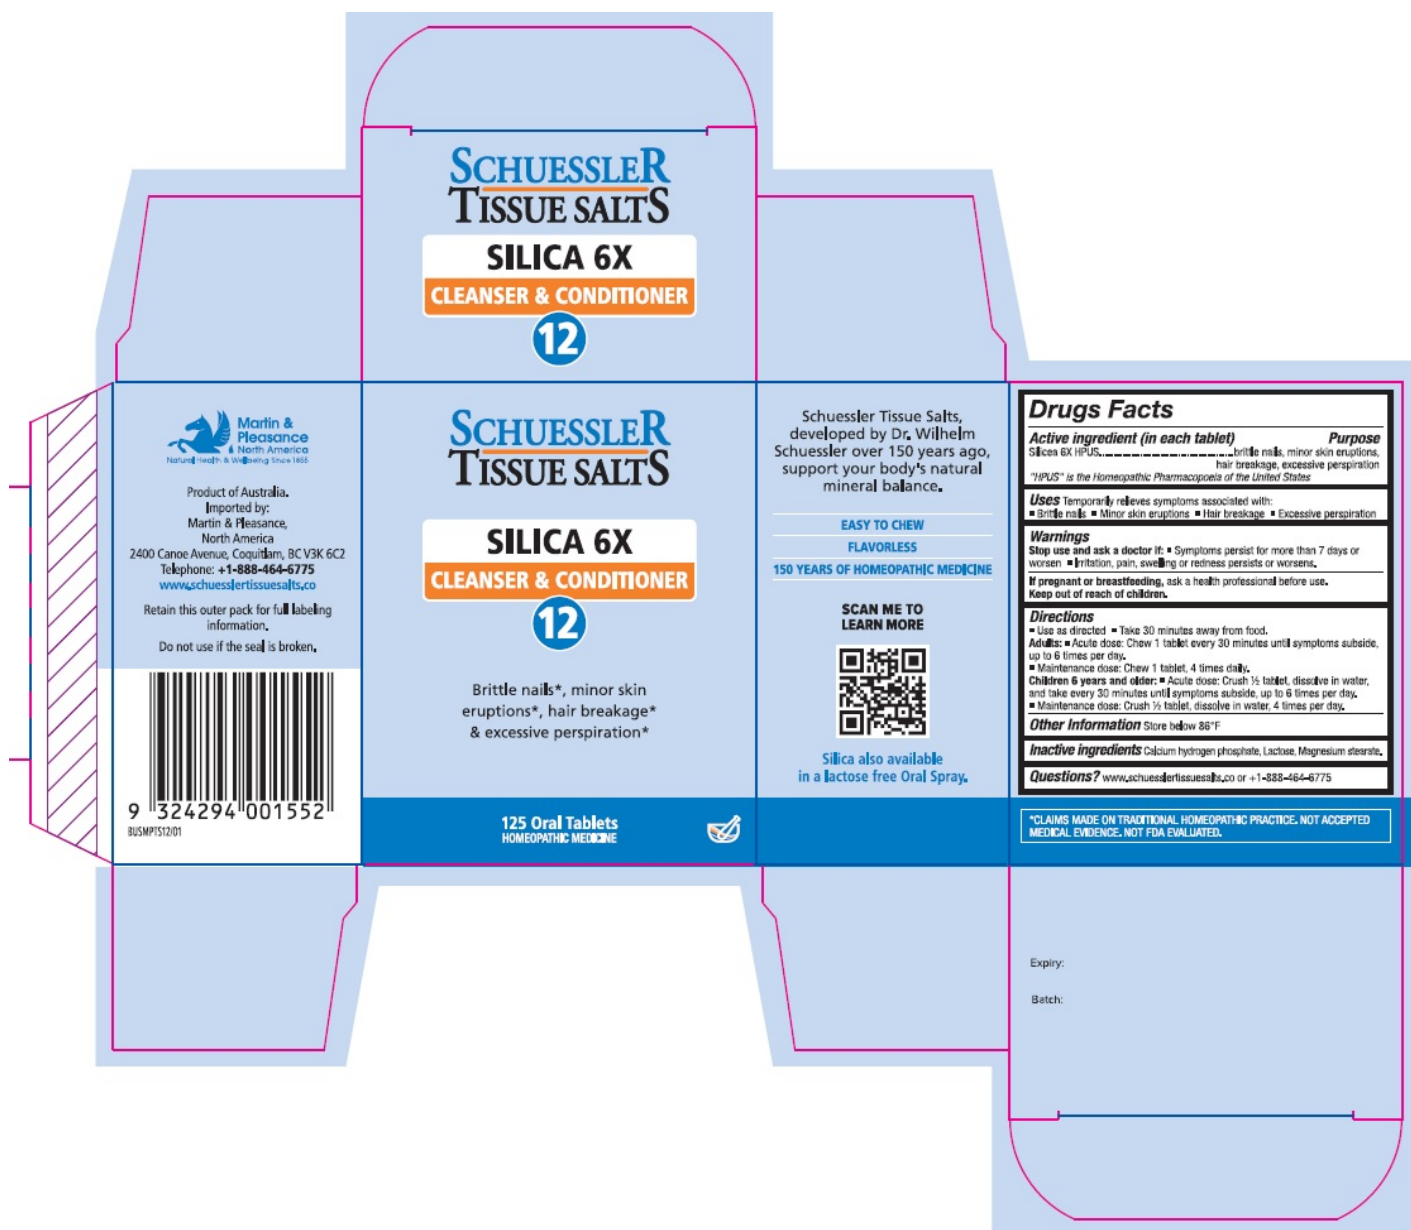 SCHUESSLER
TISSUE SALTS
SILICA 6X
CLEANSER & CONDITIONER
12
Martin &
Pleasance
North America
Natural Health & Wellbeing Since 1855
Product of Australia.
Imported by:
Martin & Pleasance,
North America
2400 Canoe Avenue, Coquitlam, BC V3K 6C2
Telephone: +1-888-464-6775
www.schuesslertissuesalts.co
Retain this outer pack for full labeling
information.
Do not use if the seal is broken.
9 324294 001552
BUSMPTS12/01
SCHUESSLER
TISSUE SALTS
SILICA 6X
CLEANSER & CONDITIONER
12
Brittle nails*, minor skin
eruptions*, hair breakage*
& excessive perspiration*
125 Oral Tablets
HOMEOPATHIC MEDICINE
Schuessler Tissue Salts,
developed by Dr. Wilhelm
Schuessler over 150 years ago,
support your body's natural
mineral balance.
EASY TO CHEW
FLAVORLESS
150 YEARS OF HOMEOPATHIC MEDICINE
SCAN ME TO
LEARN MORE
Silica also available
in a lactose free Oral Spray.
Drugs Facts
Active ingredient (in each tablet) Purpose
Silicea 6X HPUS........................................brittle nails, minor skin eruptions,
hair breakage, excessive perspiration
"HPUS" is the Homeopathic Pharmacopoeia of the United States
Uses Temporarily relieves symptoms associated with:
▪ Brittle nails ▪ Minor skin eruptions ▪ Hair breakage ▪ Excessive perspiration
Warnings
Stop use and ask a doctor if: ▪ Symptoms persist for more than 7 days or
worsen ▪ Irritation, pain, swelling or redness persists or worsens.
If pregnant or breastfeeding, ask a health professional before use.
Keep out of reach of children.
Directions
▪ Use as directed ▪ Take 30 minutes away from food.
Adults: ▪ Acute dose: Chew 1 tablet every 30 minutes until symptoms subside,
up to 6 times per day.
▪ Maintenance dose: Chew 1 tablet, 4 times daily.
Children 6 years and older: ▪ Acute dose: Crush ½ tablet, dissolve in water,
and take every 30 minutes until symptoms subside, up to 6 times per day.
▪ Maintenance dose: Crush ½ tablet, dissolve in water, 4 times per day.
Other Information Store below 86°F
Inactive ingredients Calcium hydrogen phosphate, Lactose, Magnesium stearate.
Questions? www.schuesslertissuesalts.co or +1-888-464-6775
*CLAIMS MADE ON TRADITIONAL HOMEOPATHIC PRACTICE. NOT ACCEPTED
MEDICAL EVIDENCE. NOT FDA EVALUATED.
Expiry:
Batch: